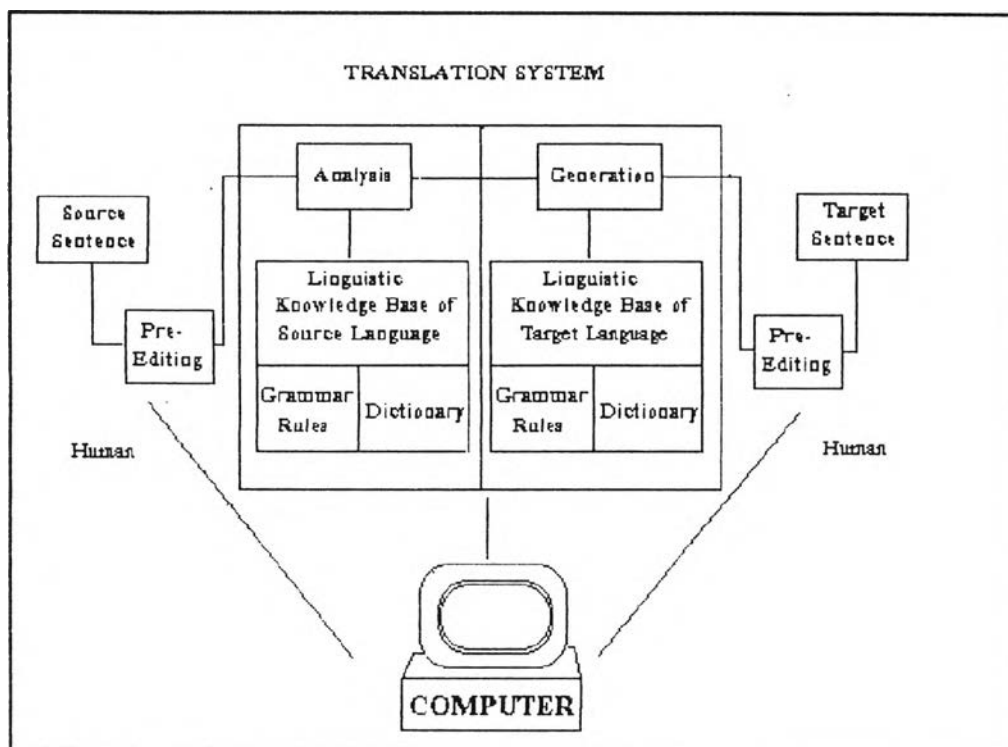 TRANSLATION SYSTEM
Analysis
Generation
Source
Sentence
Target
Sentence
Linguistic
Knowledge Base of
Source Language
Linguistic
Knowledge Base of
Target Language
Pre-
Editing
Pre-
Editing
Grammar
Rules
Dictionary
Grammar
Rules
Dictionary
Human
Human
COMPUTER